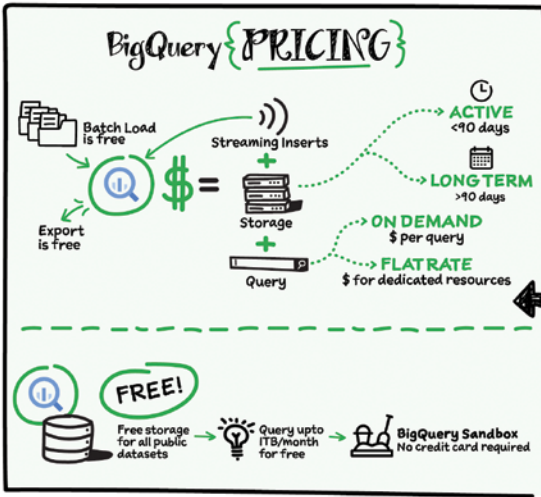 BigQuery {PRICING}
Batch Load
is free
Export
is free
$ =
Streaming Inserts
+
Storage
+
Query
ACTIVE
<90 days
LONG TERM
>90 days
ON DEMAND
$ per query
FLAT RATE
$ for dedicated resources
FREE!
Free storage
for all public
datasets
Query upto
1TB/month
for free
BigQuery Sandbox
No credit card required